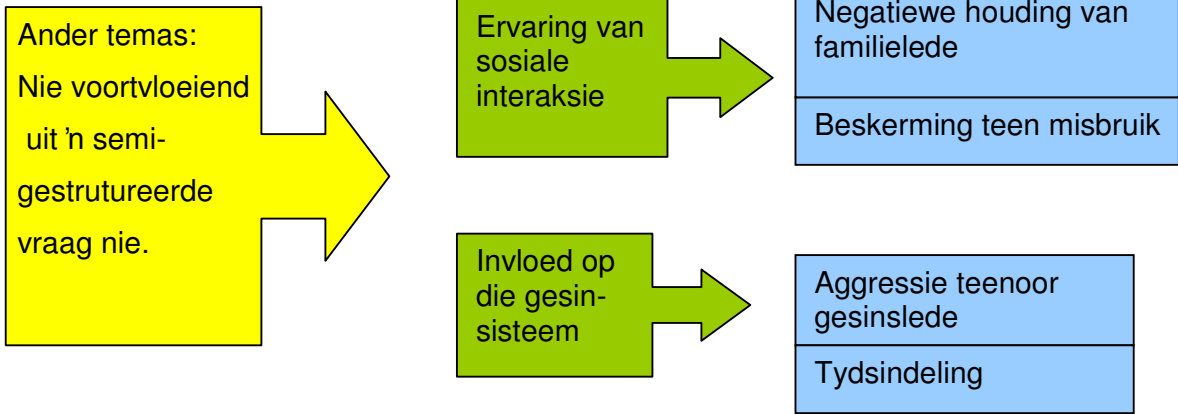 Ander temas:
Nie voortvloeiend
uit 'n semi-
gestrutureerde
vraag nie.
Ervaring van
sosiale
interaksie
Negatiewe houding van
familielede
Beskerming teen misbruik
Invloed op
die gesin-
sisteem
Aggressie teenoor
gesinslede
Tydsindeling